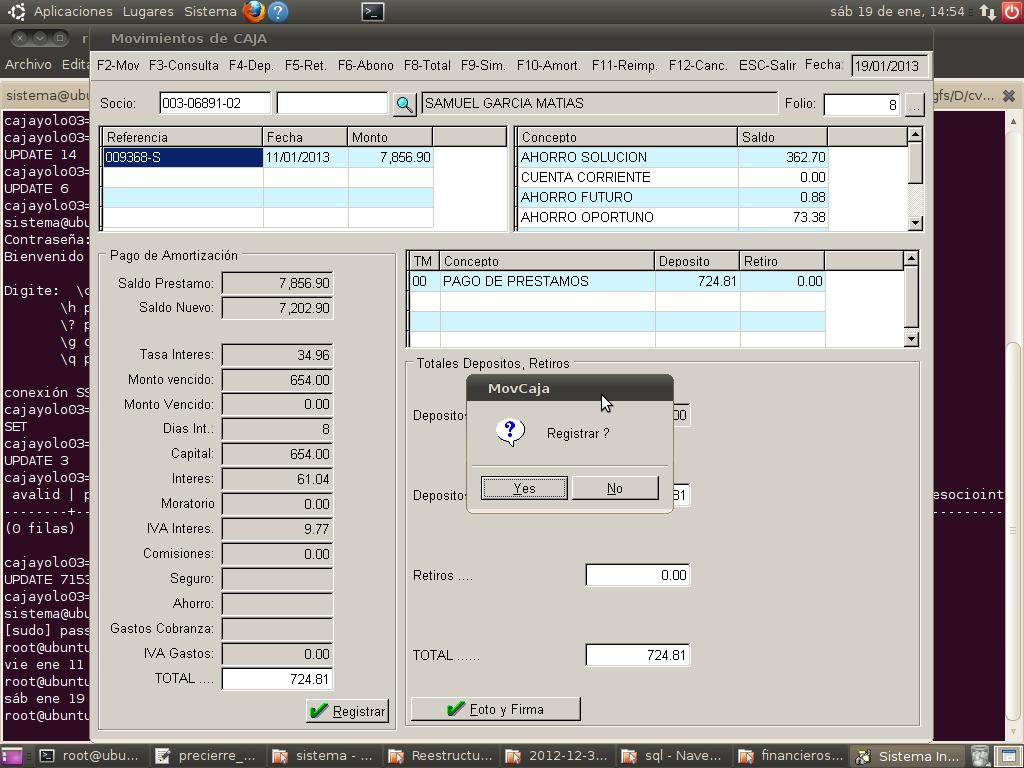 Aplicaciones Lugares Sistema ? sáb 19 de ene, 14:54
Movimientos de CAJA
Archivo Edita
F2-Mov F3-Consulta F4-Dep. F5-Ret. F6-Abono F8-Total F9-Sim. F10-Amort. F11-Reimp. F12-Canc. ESC-Salir Fecha: 19/01/2013
sistema@ubu
gfs/D/cv...
Socio: 003-06891-02 SAMUEL GARCIA MATIAS Folio: 8 ...
Referencia Fecha Monto
009368-S 11/01/2013 7,856.90
Concepto Saldo
AHORRO SOLUCION 362.70
CUENTA CORRIENTE 0.00
AHORRO FUTURO 0.88
AHORRO OPORTUNO 73.38
Pago de Amortización
Saldo Prestamo: 7,856.90
Saldo Nuevo: 7,202.90
Tasa Interes: 34.96
Monto vencido: 654.00
Monto Vencido: 0.00
Dias Int.: 8
Capital: 654.00
Interes: 61.04
Moratorio 0.00
IVA Interes. 9.77
Comisiones: 0.00
Seguro:
Ahorro:
Gastos Cobranza:
IVA Gastos: 0.00
TOTAL .... 724.81
Registrar
TM Concepto Deposito Retiro
00 PAGO DE PRESTAMOS 724.81 0.00
Totales Depositos, Retiros
Depositos 00
Depositos 81
Retiros .... 0.00
TOTAL ...... 724.81
Foto y Firma
MovCaja
? Registrar ?
Yes No
cajayolo03=
cajayolo03=
UPDATE 14
cajayolo03=
UPDATE 6
cajayolo03=
sistema@ubu
Contraseña:
Bienvenido
Digite: \c
\h p
\? p
\g o
\q p
conexión SS
cajayolo03=
SET
cajayolo03=
UPDATE 3
cajayolo03=
avalid | p esocioint
--------+-- -----------
(0 filas)
cajayolo03=
UPDATE 7153
cajayolo03=
sistema@ubu
[sudo] pass
root@ubuntu
vie ene 11
root@ubuntu
sáb ene 19
root@ubuntu
root@ubu... precierre_... sistema - ... Reestructu... 2012-12-3... sql - Nave... financieros... Sistema In...